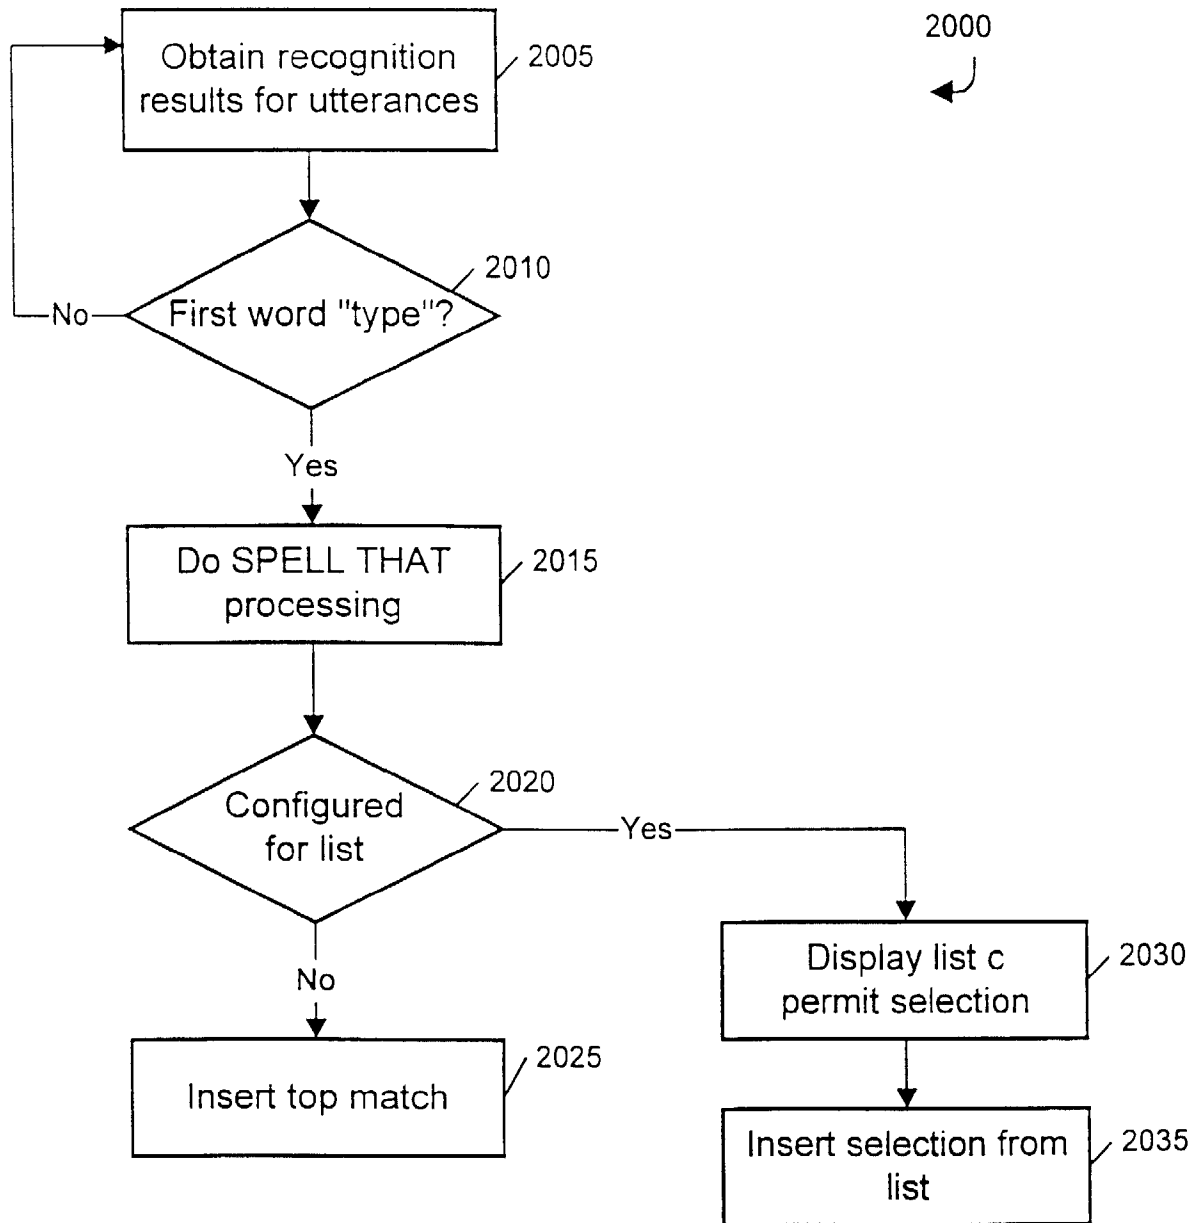 2000
Obtain recognition
results for utterances
2005
First word "type"?
2010
No
Yes
Do SPELL THAT
processing
2015
Configured
for list
2020
Yes
No
Display list c
permit selection
2030
Insert top match
2025
Insert selection from
list
2035